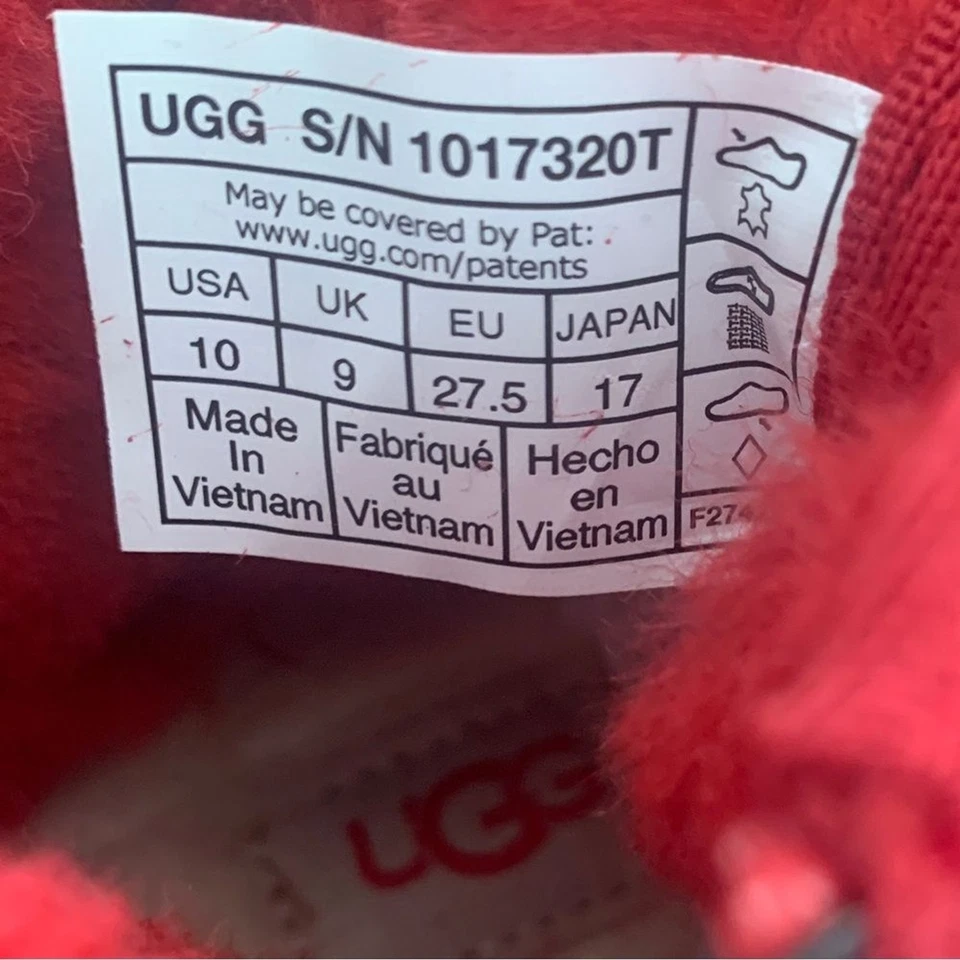 UGG S/N 1017320T
May be covered by Pat: .
www.ugg.com/patents
USA UK EU JAPAN
10 9 27.5 17
Made
In
Vietnam
Fabriqué
au
Vietnam
Hecho
en
Vietnam
F274
UGG